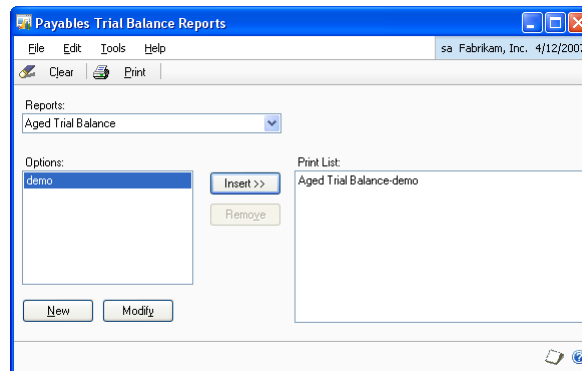 Payables Trial Balance Reports
File Edit Tools Help sa Fabrikam, Inc. 4/12/2007
Clear Print
Reports:
Aged Trial Balance
Options: Print List:
demo Insert >> Aged Trial Balance-demo
Remove
New Modify